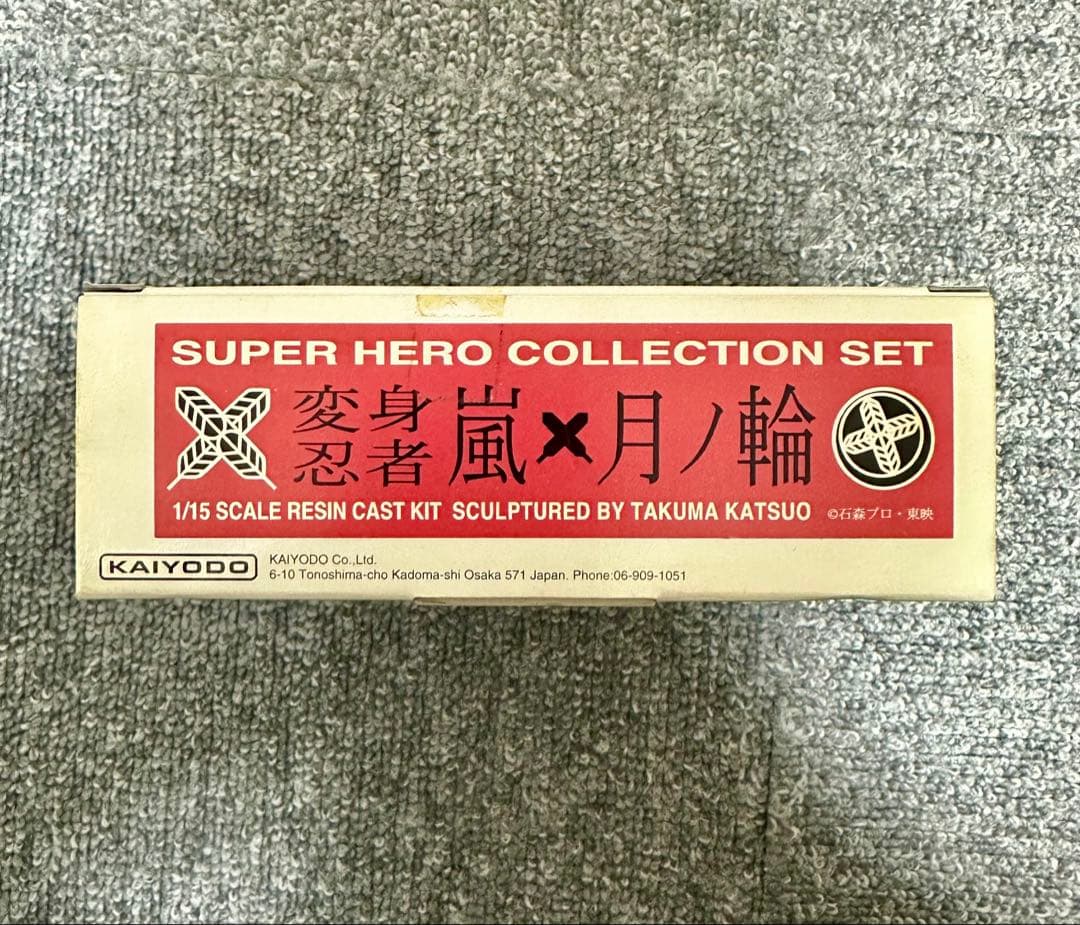 SUPER HERO COLLECTION SET
変身忍者 嵐×月ノ輪
1/15 SCALE RESIN CAST KIT SCULPTURED BY TAKUMA KATSUO ©石森プロ・東映
KAIYODO
KAIYODO Co.,Ltd.
6-10 Tonoshima-cho Kadoma-shi Osaka 571 Japan. Phone:06-909-1051